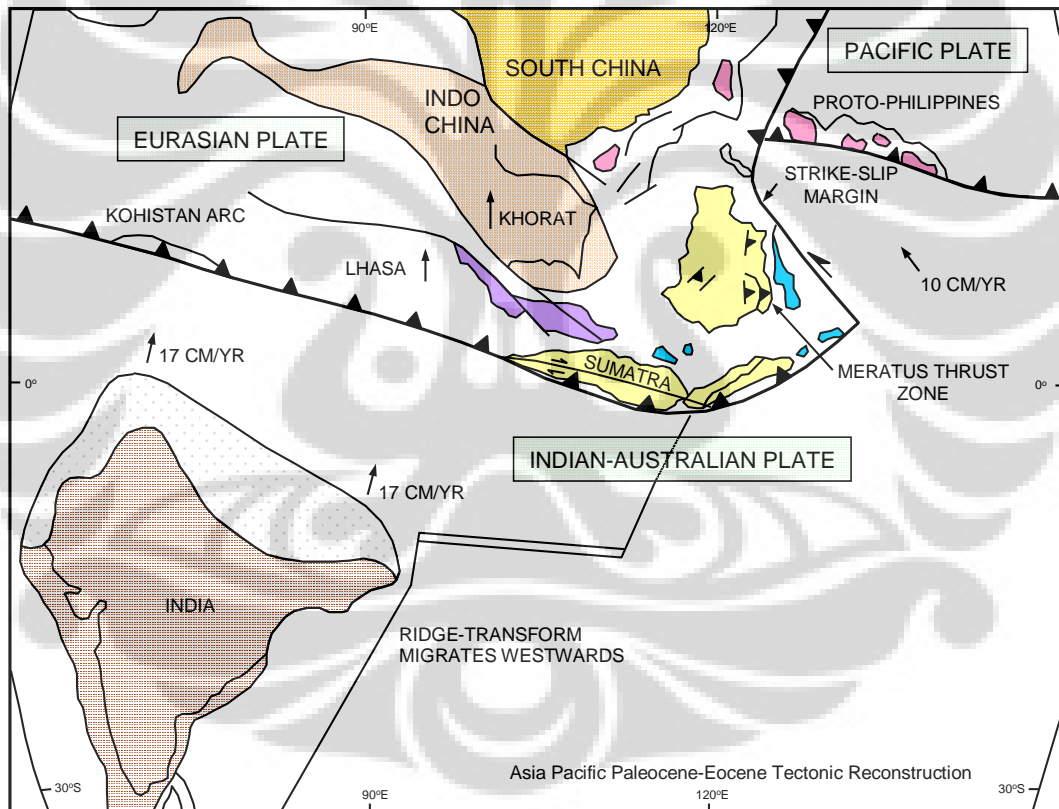 90ºE
120ºE
SOUTH CHINA
PACIFIC PLATE
INDO
CHINA
PROTO-PHILIPPINES
EURASIAN PLATE
STRIKE-SLIP
MARGIN
KOHISTAN ARC
KHORAT
LHASA
10 CM/YR
17 CM/YR
SUMATRA
MERATUS THRUST
ZONE
0º
0º
INDIAN-AUSTRALIAN PLATE
17 CM/YR
INDIA
RIDGE-TRANSFORM
MIGRATES WESTWARDS
Asia Pacific Paleocene-Eocene Tectonic Reconstruction
30ºS
30ºS
90ºE
120ºE